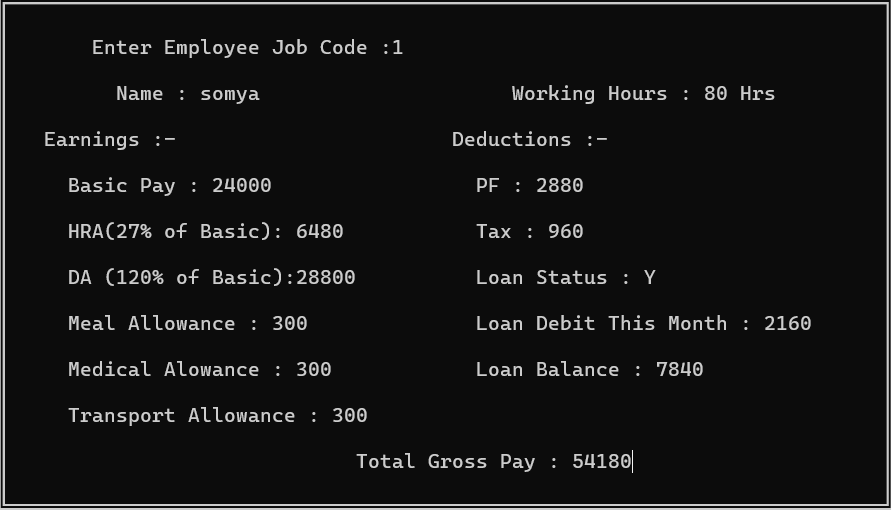 Enter Employee Job Code :1
Name : somya Working Hours : 80 Hrs
Earnings :- Deductions :-
Basic Pay : 24000 PF : 2880
HRA(27% of Basic): 6480 Tax : 960
DA (120% of Basic):28800 Loan Status : Y
Meal Allowance : 300 Loan Debit This Month : 2160
Medical Alowance : 300 Loan Balance : 7840
Transport Allowance : 300
Total Gross Pay : 54180